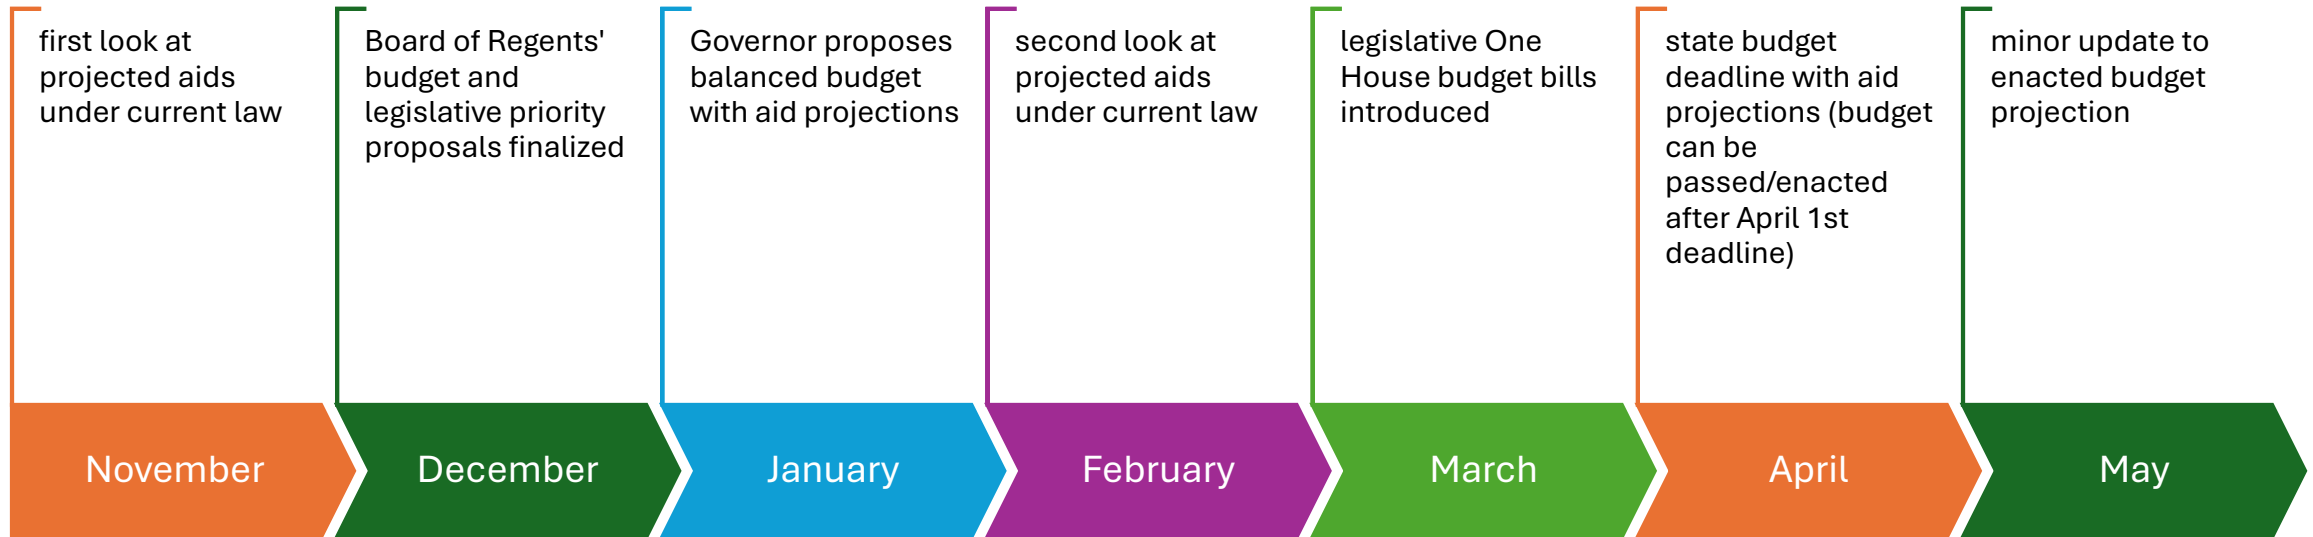 first look at
projected aids
under current law
Board of Regents'
budget and
legislative priority
proposals finalized
Governor proposes
balanced budget
with aid projections
second look at
projected aids
under current law
legislative One
House budget bills
introduced
state budget
deadline with aid
projections (budget
can be
passed/enacted
after April 1st
deadline)
minor update to
enacted budget
projection
November
December
January
February
March
April
May